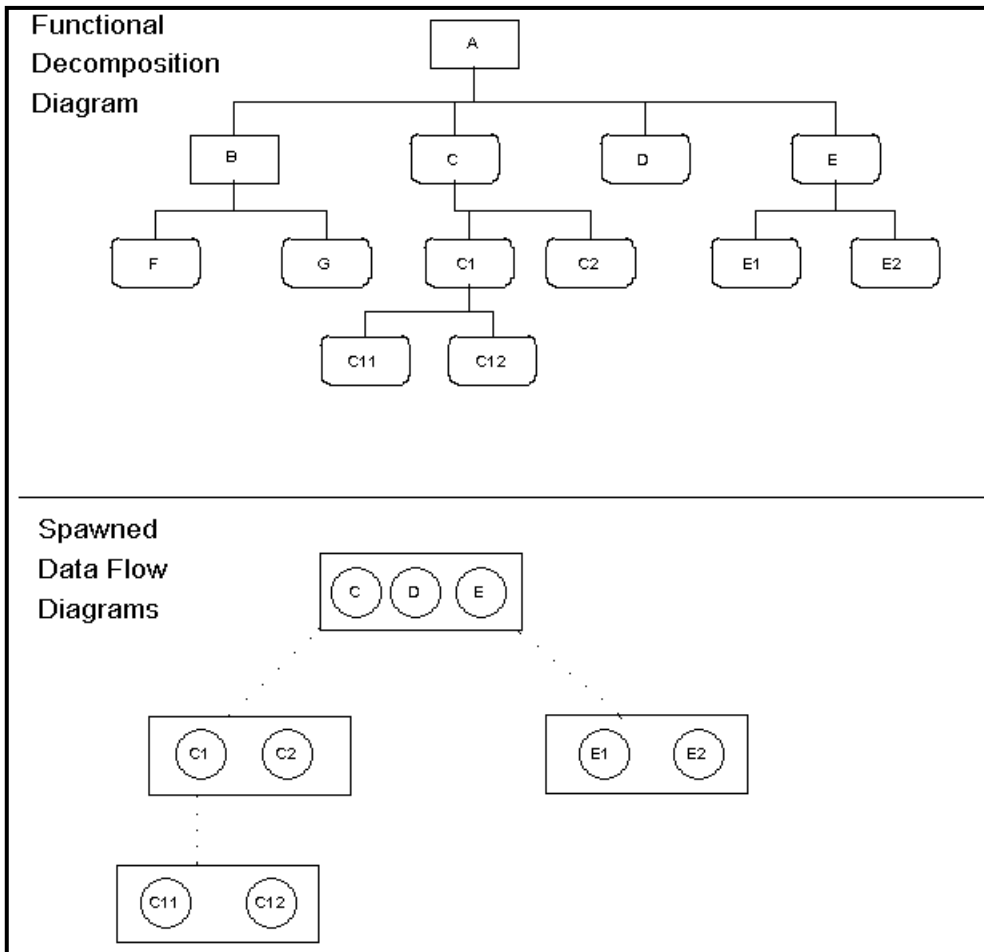 Functional
Decomposition
Diagram
A
B
C
D
E
F
G
C1
C2
E1
E2
C11
C12
Spawned
Data Flow
Diagrams
C
D
E
C1
C2
E1
E2
C11
C12